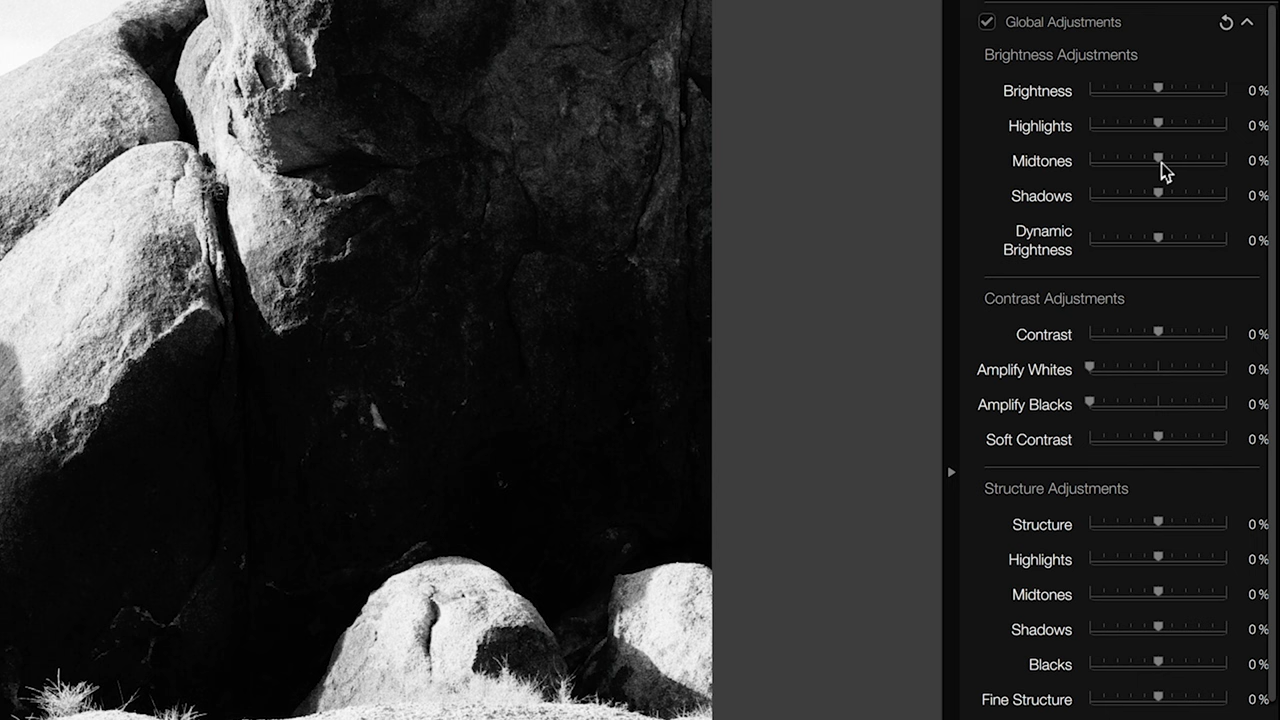 Global Adjustments
Brightness Adjustments
Brightness 0 %
Highlights 0 %
Midtones 0 %
Shadows 0 %
Dynamic
Brightness 0 %
Contrast Adjustments
Contrast 0 %
Amplify Whites 0 %
Amplify Blacks 0 %
Soft Contrast 0 %
Structure Adjustments
Structure 0 %
Highlights 0 %
Midtones 0 %
Shadows 0 %
Blacks 0 %
Fine Structure 0 %